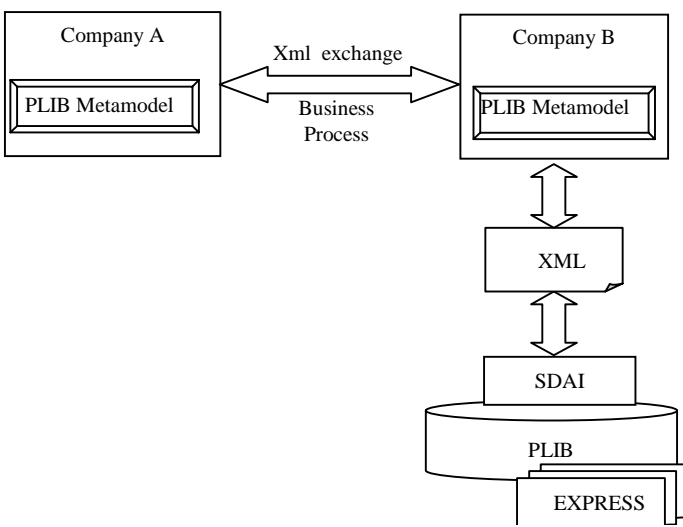 Company A
PLIB Metamodel
Xml exchange
Business
Process
Company B
PLIB Metamodel
XML
SDAI
PLIB
EXPRESS